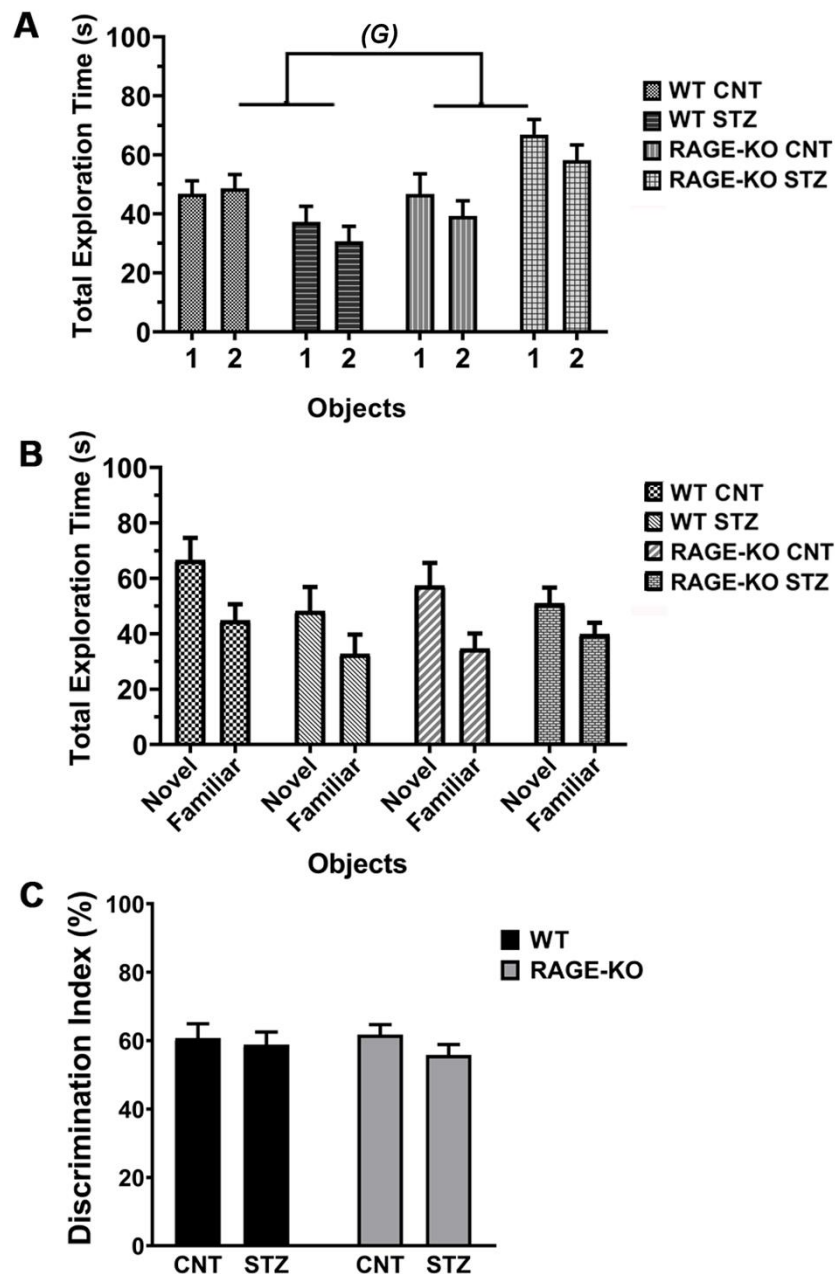 A
Total Exploration Time (s)
100
80
60
40
20
0
(G)
1 2 1 2 1 2 1 2
Objects
WT CNT
WT STZ
RAGE-KO CNT
RAGE-KO STZ
B
Total Exploration Time (s)
100
80
60
40
20
0
Novel Familiar Novel Familiar Novel Familiar Novel Familiar
Objects
WT CNT
WT STZ
RAGE-KO CNT
RAGE-KO STZ
C
Discrimination Index (%)
100
80
60
40
20
0
CNT STZ CNT STZ
WT
RAGE-KO